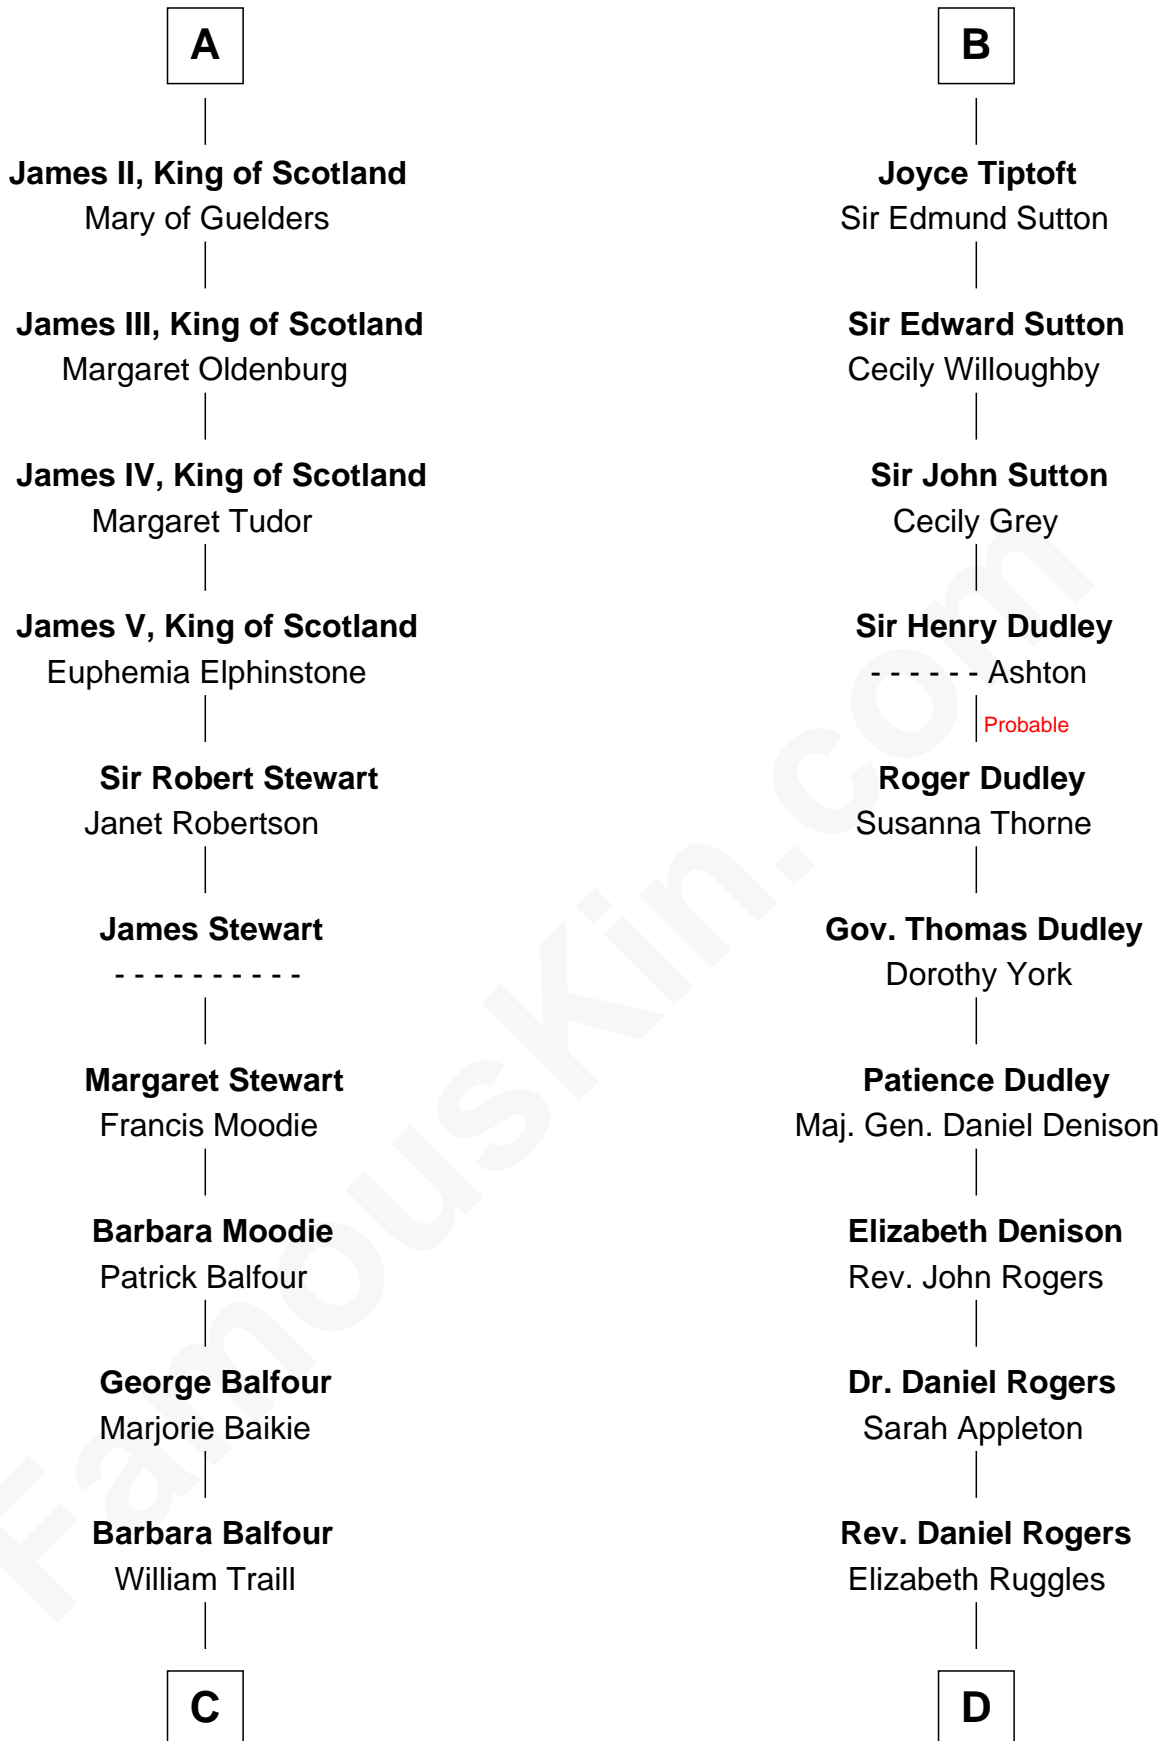 A
James II, King of Scotland
Mary of Guelders
James III, King of Scotland
Margaret Oldenburg
James IV, King of Scotland
Margaret Tudor
James V, King of Scotland
Euphemia Elphinstone
Sir Robert Stewart
Janet Robertson
James Stewart
- - - - - - - - - -
Margaret Stewart
Francis Moodie
Barbara Moodie
Patrick Balfour
George Balfour
Marjorie Baikie
Barbara Balfour
William Traill
C
B
Joyce Tiptoft
Sir Edmund Sutton
Sir Edward Sutton
Cecily Willoughby
Sir John Sutton
Cecily Grey
Sir Henry Dudley
- - - - - - Ashton
Probable
Roger Dudley
Susanna Thorne
Gov. Thomas Dudley
Dorothy York
Patience Dudley
Maj. Gen. Daniel Denison
Elizabeth Denison
Rev. John Rogers
Dr. Daniel Rogers
Sarah Appleton
Rev. Daniel Rogers
Elizabeth Ruggles
D
FamousKin.com